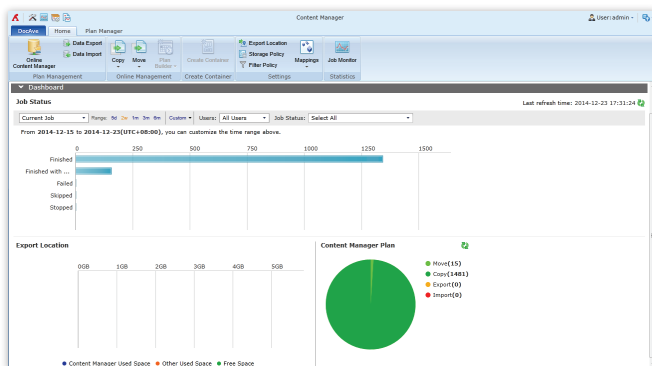 Content Manager
User: admin
DocAve Home Plan Manager
Online Content Manager
Data Export
Data Import
Copy Move Plan Builder
Create Container
Export Location
Storage Policy
Filter Policy
Mappings
Job Monitor
Plan Management Online Management Create Container Settings Statistics
Dashboard
Job Status
Last refresh time: 2014-12-23 17:31:24
Current Job Range: 5d 2w 1m 3m 6m Custom Users: All Users Job Status: Select All
From 2014-12-15 to 2014-12-23(UTC+08:00), you can customize the time range above.
0 250 500 750 1000 1250 1500
Finished
Finished with ...
Failed
Skipped
Stopped
Export Location
0GB 1GB 2GB 3GB 4GB 5GB
Content Manager Used Space Other Used Space Free Space
Content Manager Plan
Move(15)
Copy(1481)
Export(0)
Import(0)